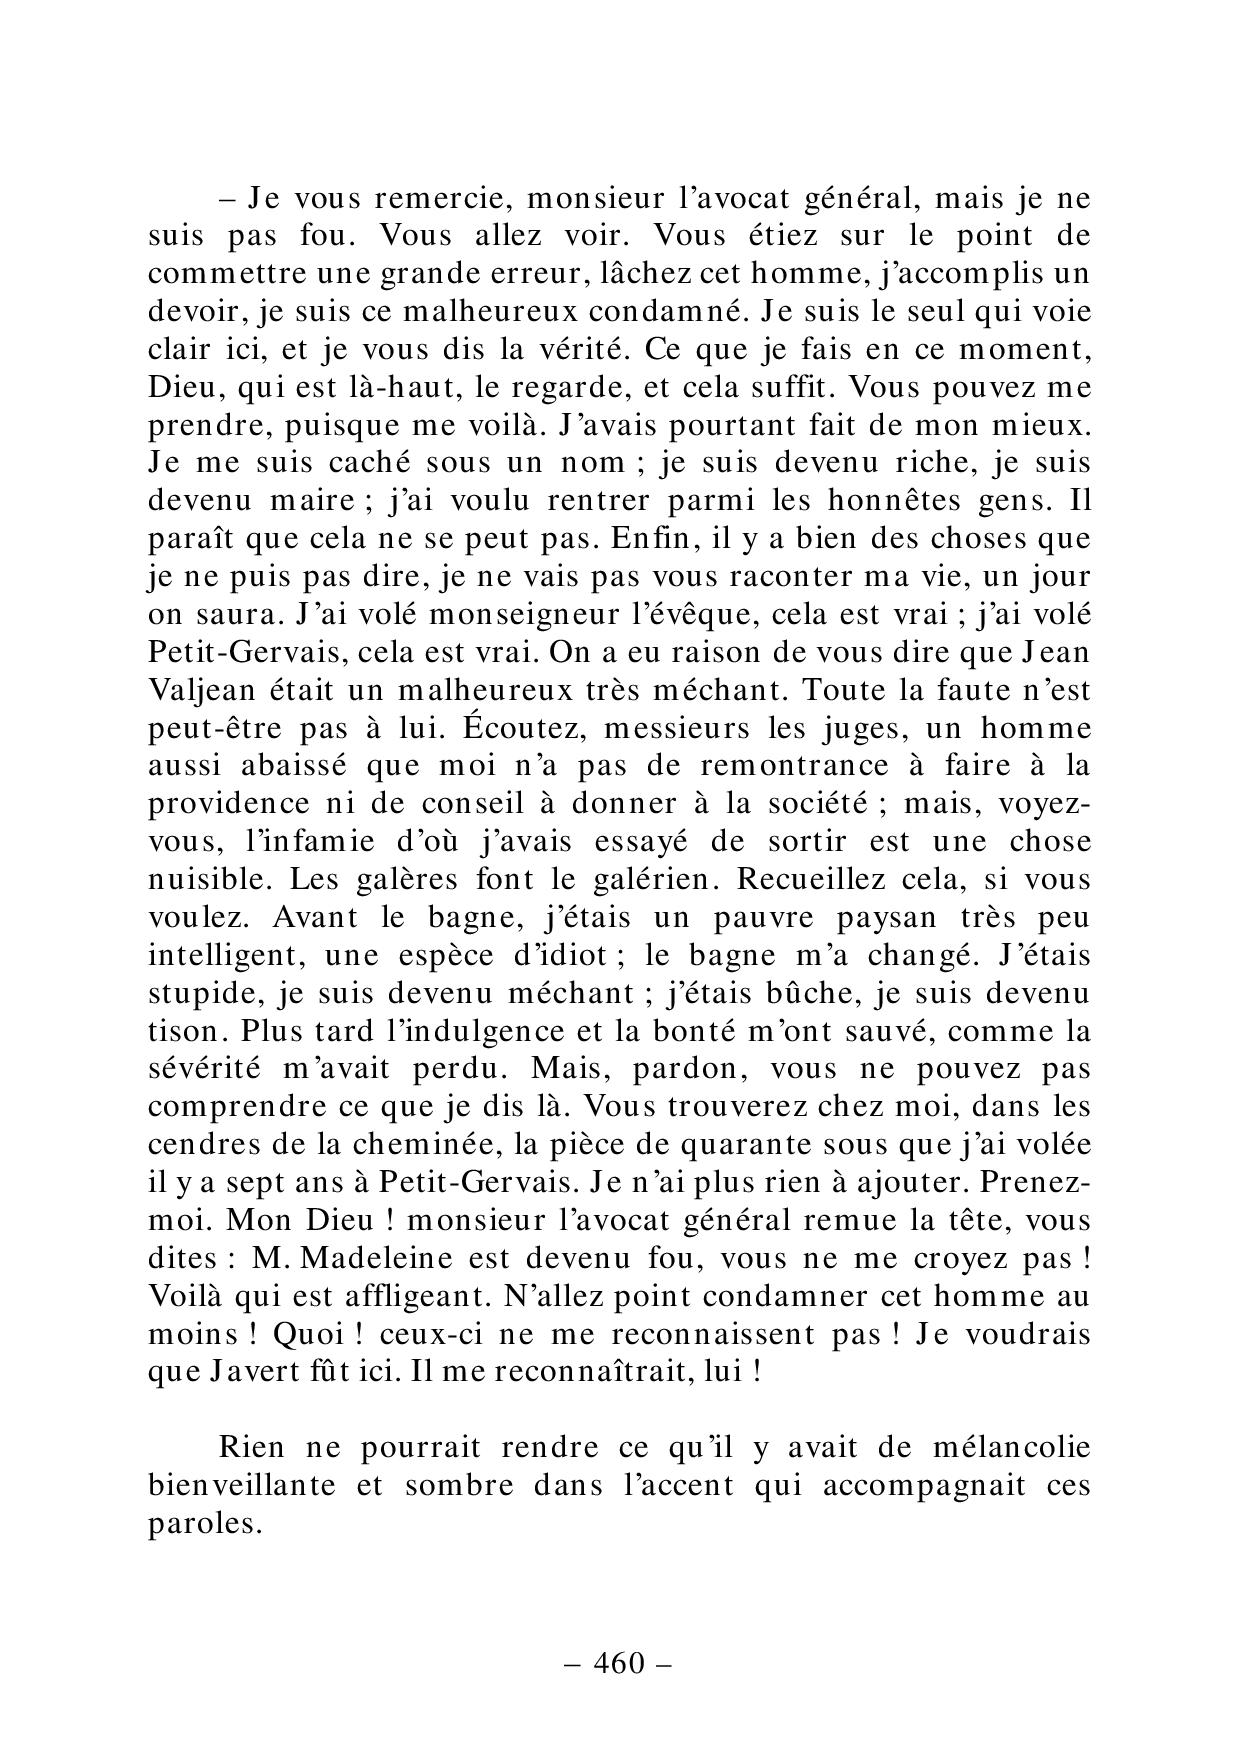 – Je vous remercie, monsieur l’avocat général, mais je ne
suis pas fou. Vous allez voir. Vous étiez sur le point de
commettre une grande erreur, lâchez cet homme, j’accomplis un
devoir, je suis ce malheureux condamné. Je suis le seul qui voie
clair ici, et je vous dis la vérité. Ce que je fais en ce moment,
Dieu, qui est là-haut, le regarde, et cela suffit. Vous pouvez me
prendre, puisque me voilà. J’avais pourtant fait de mon mieux.
Je me suis caché sous un nom ; je suis devenu riche, je suis
devenu maire ; j’ai voulu rentrer parmi les honnêtes gens. Il
paraît que cela ne se peut pas. Enfin, il y a bien des choses que
je ne puis pas dire, je ne vais pas vous raconter ma vie, un jour
on saura. J’ai volé monseigneur l’évêque, cela est vrai ; j’ai volé
Petit-Gervais, cela est vrai. On a eu raison de vous dire que Jean
Valjean était un malheureux très méchant. Toute la faute n’est
peut-être pas à lui. Écoutez, messieurs les juges, un homme
aussi abaissé que moi n’a pas de remontrance à faire à la
providence ni de conseil à donner à la société ; mais, voyez-
vous, l’infamie d’où j’avais essayé de sortir est une chose
nuisible. Les galères font le galérien. Recueillez cela, si vous
voulez. Avant le bagne, j’étais un pauvre paysan très peu
intelligent, une espèce d’idiot ; le bagne m’a changé. J’étais
stupide, je suis devenu méchant ; j’étais bûche, je suis devenu
tison. Plus tard l’indulgence et la bonté m’ont sauvé, comme la
sévérité m’avait perdu. Mais, pardon, vous ne pouvez pas
comprendre ce que je dis là. Vous trouverez chez moi, dans les
cendres de la cheminée, la pièce de quarante sous que j’ai volée
il y a sept ans à Petit-Gervais. Je n’ai plus rien à ajouter. Prenez-
moi. Mon Dieu ! monsieur l’avocat général remue la tête, vous
dites : M. Madeleine est devenu fou, vous ne me croyez pas !
Voilà qui est affligeant. N’allez point condamner cet homme au
moins ! Quoi ! ceux-ci ne me reconnaissent pas ! Je voudrais
que Javert fût ici. Il me reconnaîtrait, lui !
Rien ne pourrait rendre ce qu’il y avait de mélancolie
bienveillante et sombre dans l’accent qui accompagnait ces
paroles.
– 460 –